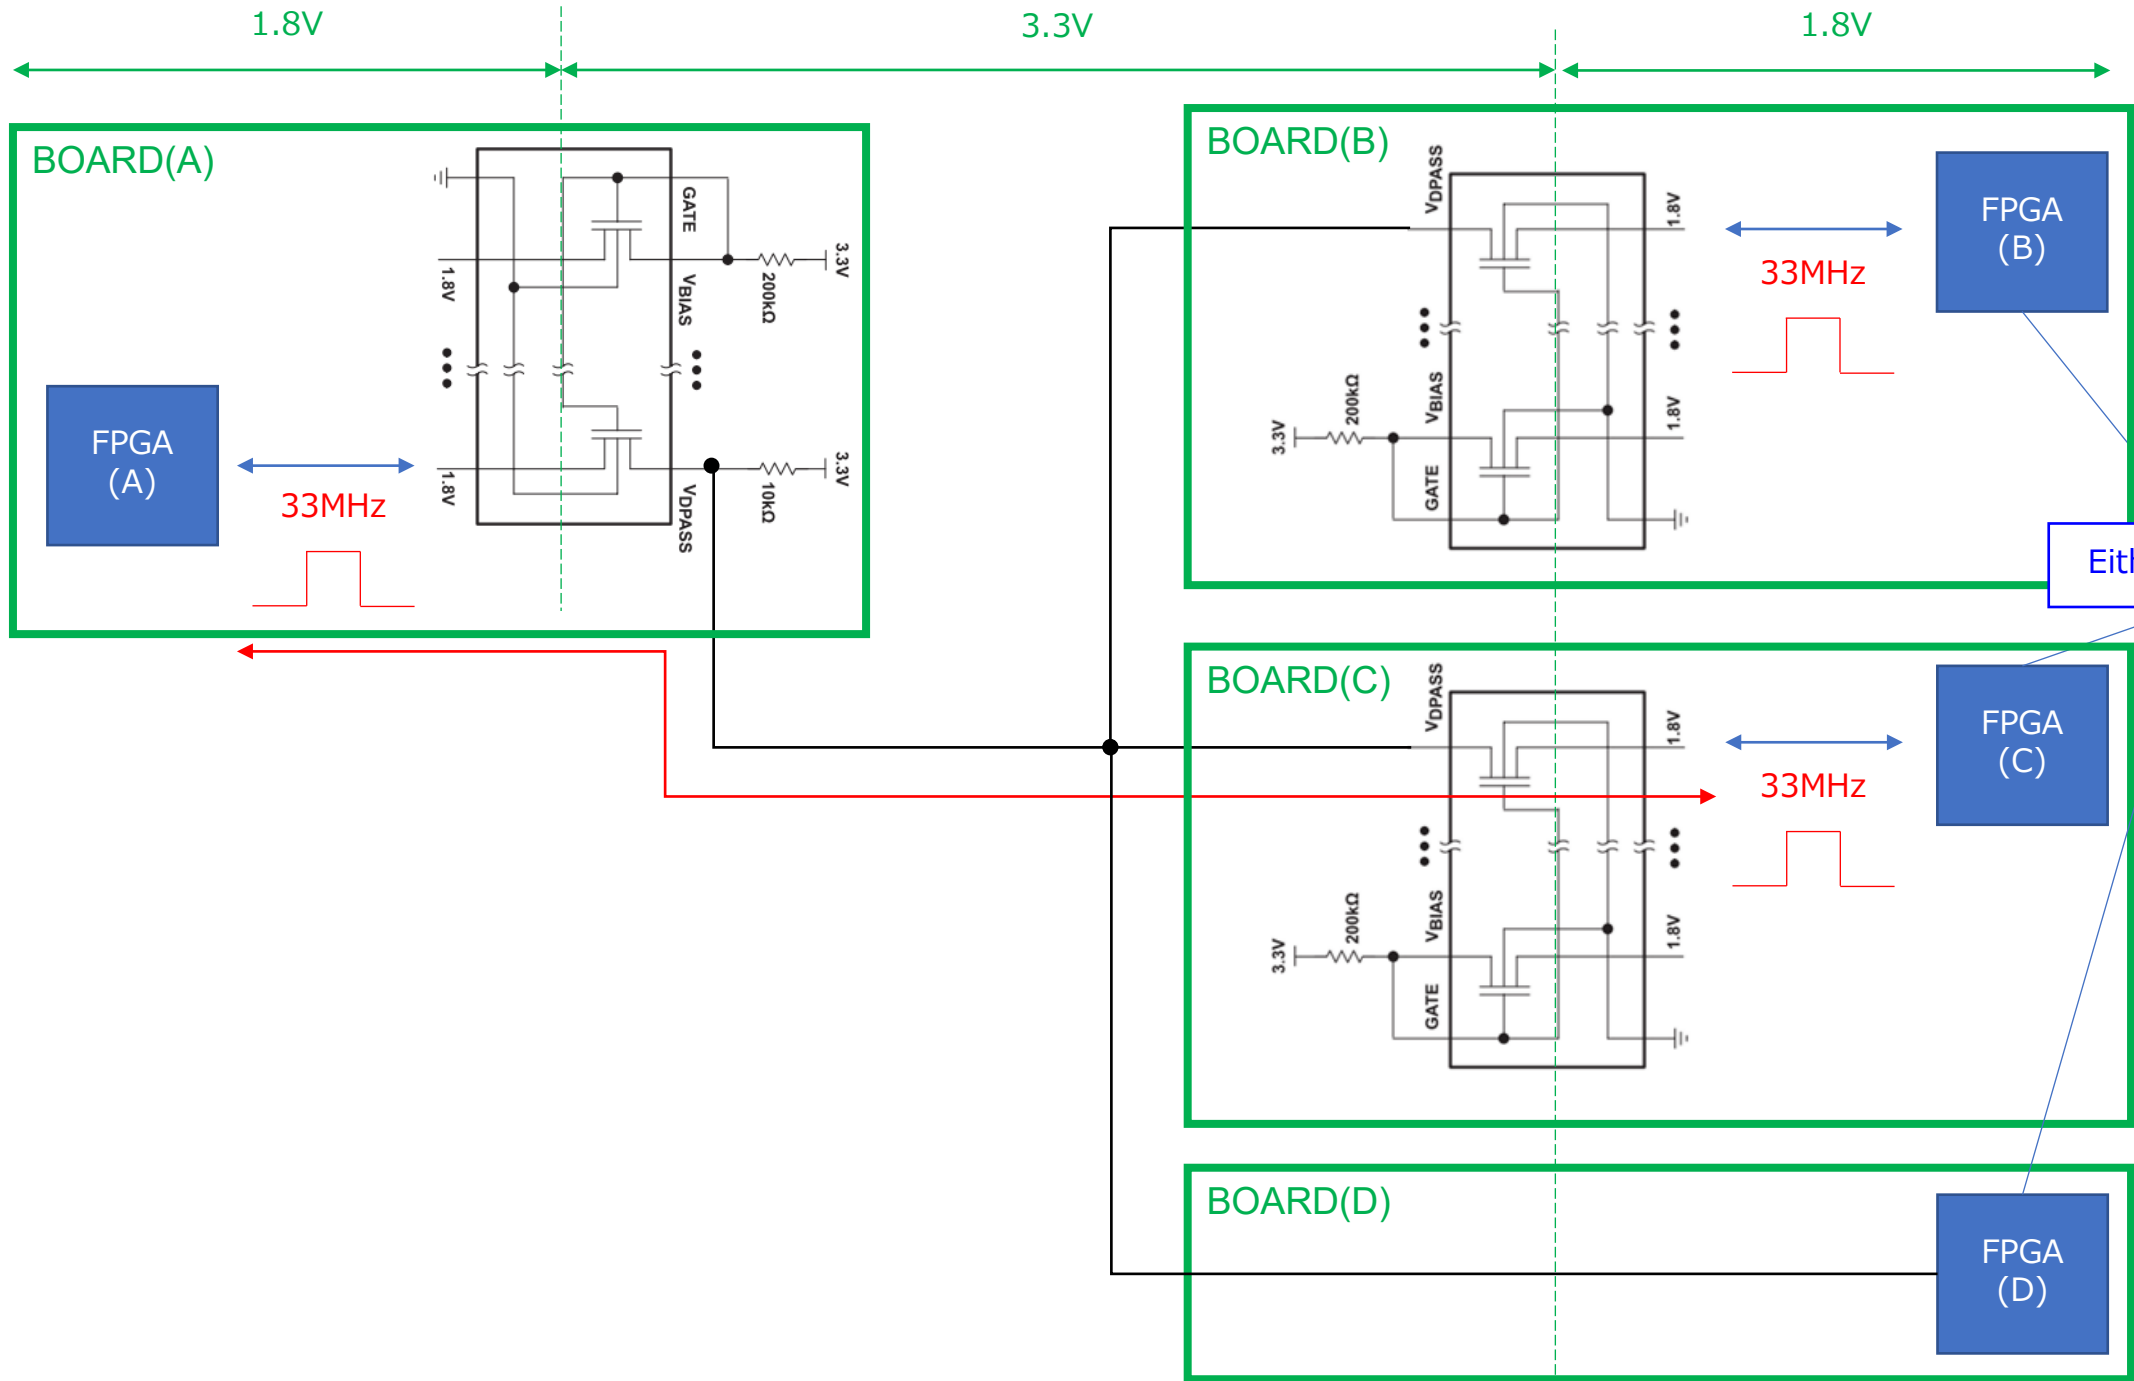 1.8V
3.3V
1.8V
BOARD(A)
GATE
3.3V
200kΩ
VBIAS
1.8V
3.3V
10kΩ
VDPASS
1.8V
FPGA
(A)
33MHz
BOARD(B)
VDPASS
1.8V
FPGA
(B)
33MHz
200kΩ
VBIAS
1.8V
3.3V
GATE
BOARD(C)
VDPASS
1.8V
FPGA
(C)
33MHz
200kΩ
VBIAS
1.8V
3.3V
GATE
BOARD(D)
FPGA
(D)